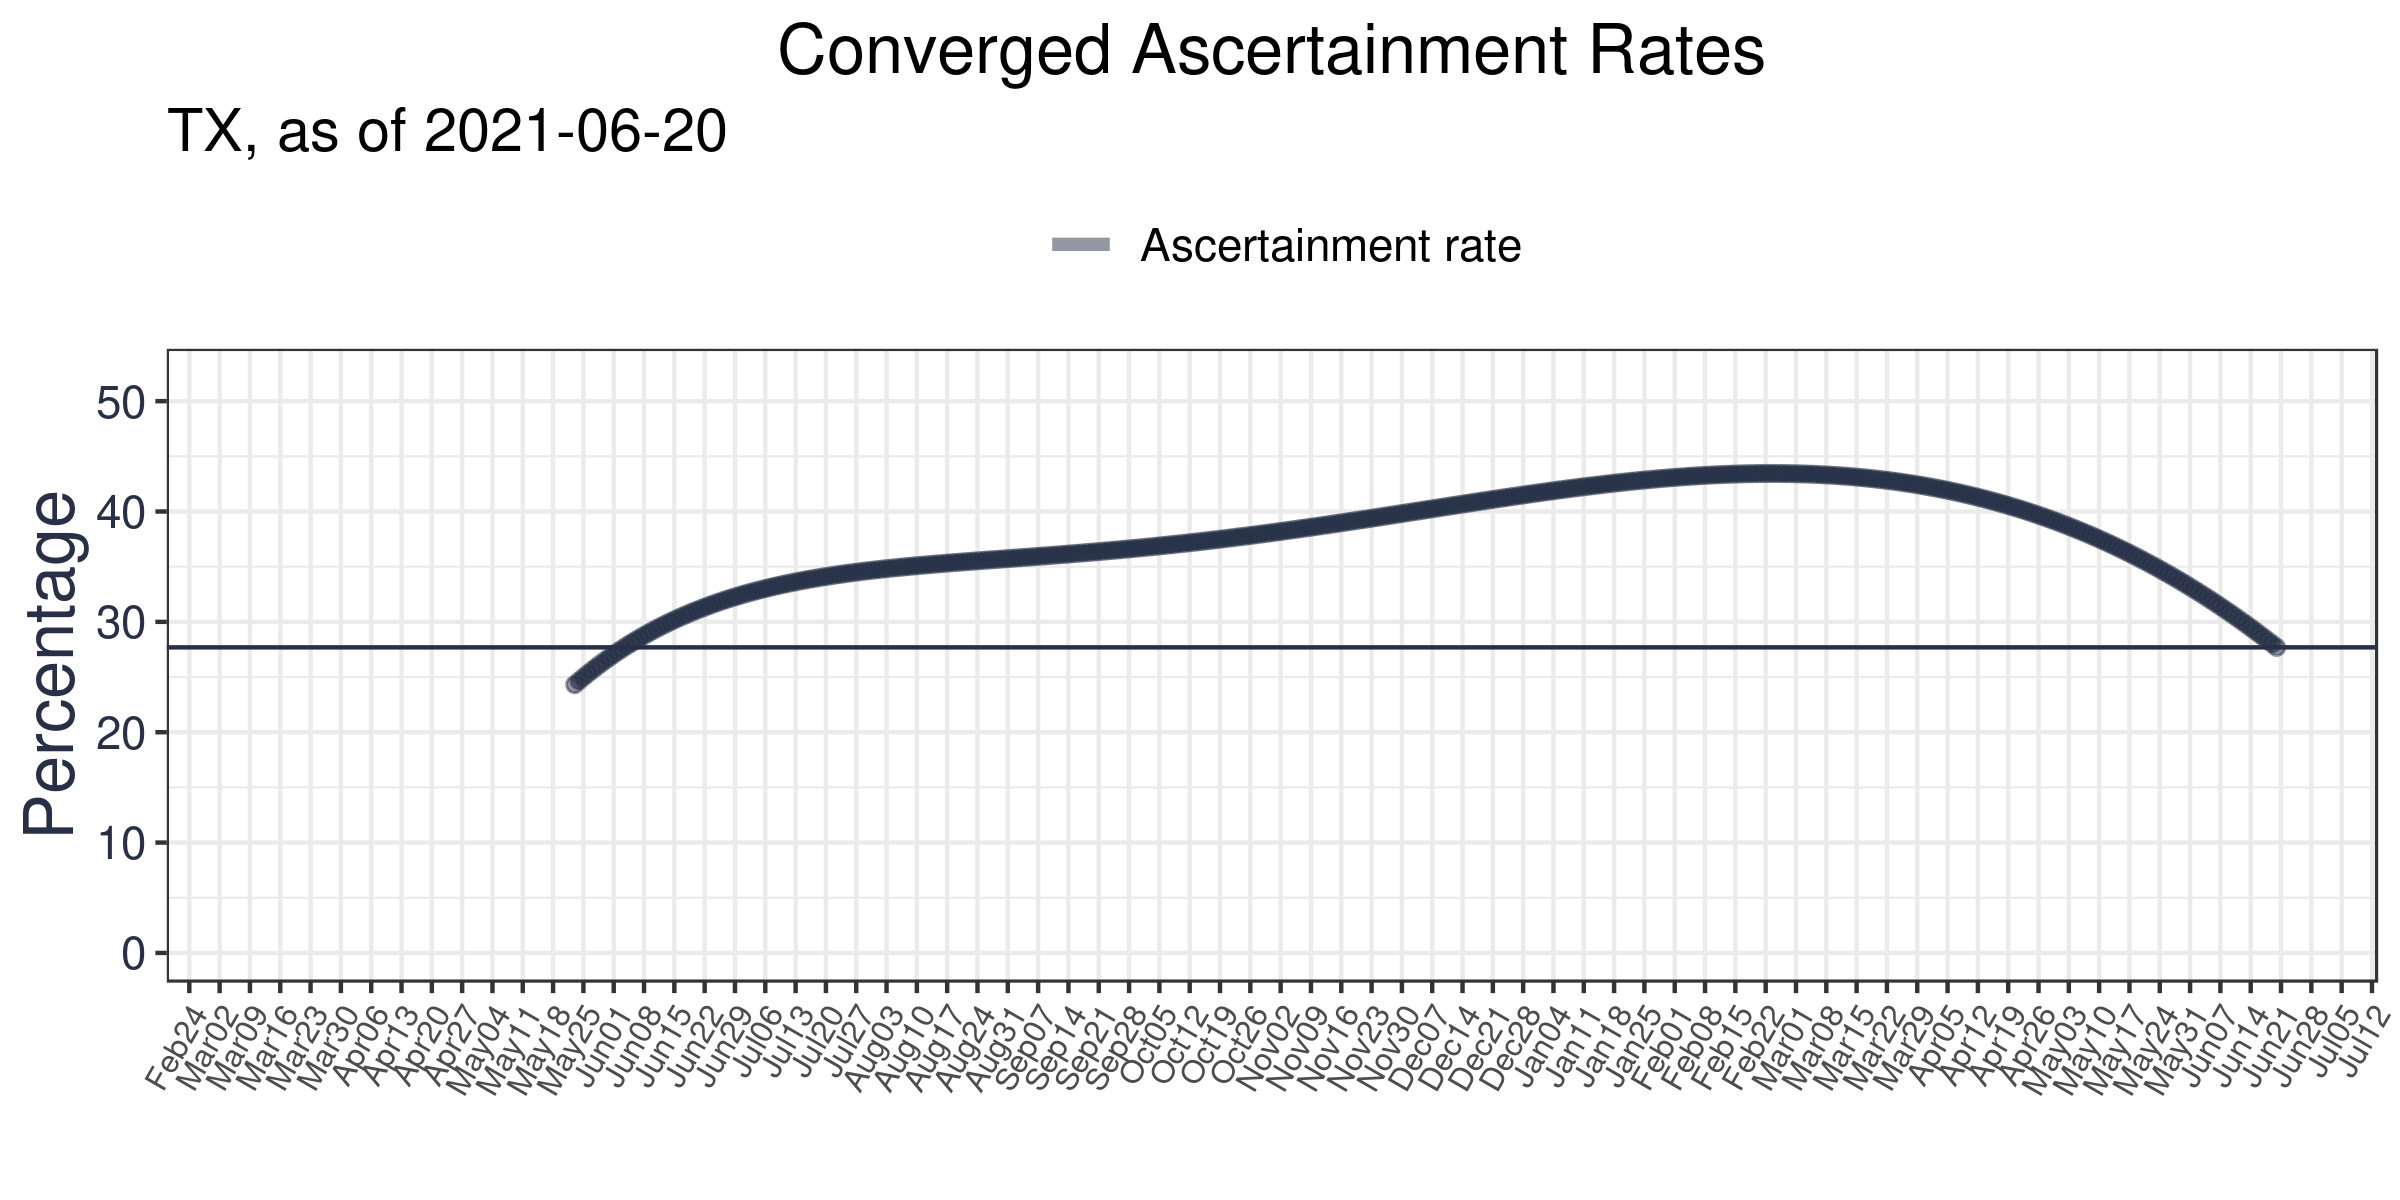 Converged Ascertainment Rates
TX, as of 2021-06-20
Ascertainment rate
Percentage
50
40
30
20
10
0
Feb24 Mar02 Mar09 Mar16 Mar23 Mar30 Apr06 Apr13 Apr20 Apr27 May04 May11 May18 May25 Jun01 Jun08 Jun15 Jun22 Jun29 Jul06 Jul13 Jul20 Jul27 Aug03 Aug10 Aug17 Aug24 Aug31 Sep07 Sep14 Sep21 Sep28 Oct05 Oct12 Oct19 Oct26 Nov02 Nov09 Nov16 Nov23 Nov30 Dec07 Dec14 Dec21 Dec28 Jan04 Jan11 Jan18 Jan25 Feb01 Feb08 Feb15 Feb22 Mar01 Mar08 Mar15 Mar22 Mar29 Apr05 Apr12 Apr19 Apr26 May03 May10 May17 May24 May31 Jun07 Jun14 Jun21 Jun28 Jul05 Jul12